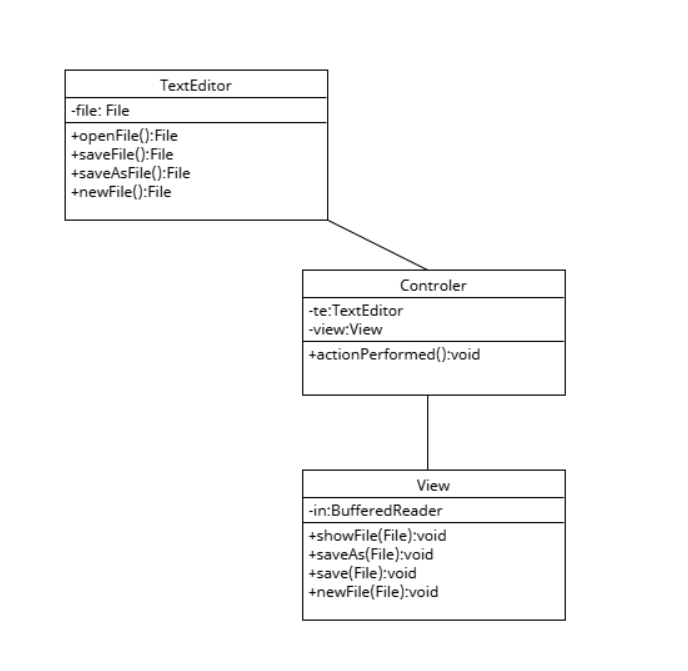 TextEditor
-file: File
+openFile():File
+saveFile():File
+saveAsFile():File
+newFile():File
Controler
-te:TextEditor
-view:View
+actionPerformed():void
View
-in:BufferedReader
+showFile(File):void
+saveAs(File):void
+save(File):void
+newFile(File):void